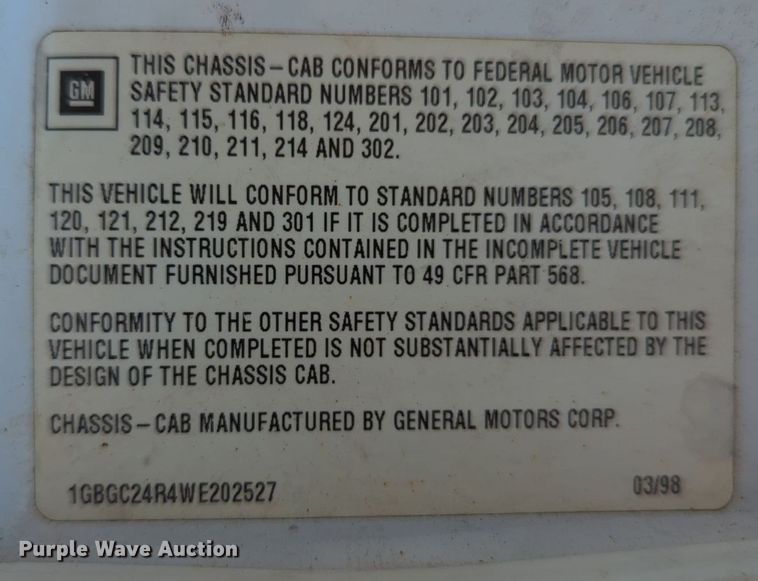 GM
THIS CHASSIS-CAB CONFORMS TO FEDERAL MOTOR VEHICLE
SAFETY STANDARD NUMBERS 101, 102, 103, 104, 106, 107, 113,
114, 115, 116, 118, 124, 201, 202, 203, 204, 205, 206, 207, 208,
209, 210, 211, 214 AND 302.
THIS VEHICLE WILL CONFORM TO STANDARD NUMBERS 105, 108, 111,
120, 121, 212, 219 AND 301 IF IT IS COMPLETED IN ACCORDANCE
WITH THE INSTRUCTIONS CONTAINED IN THE INCOMPLETE VEHICLE
DOCUMENT FURNISHED PURSUANT TO 49 CFR PART 568.
CONFORMITY TO THE OTHER SAFETY STANDARDS APPLICABLE TO THIS
VEHICLE WHEN COMPLETED IS NOT SUBSTANTIALLY AFFECTED BY THE
DESIGN OF THE CHASSIS CAB.
CHASSIS-CAB MANUFACTURED BY GENERAL MOTORS CORP.
1GBGC24R4WE202527 03/98
Purple Wave Auction